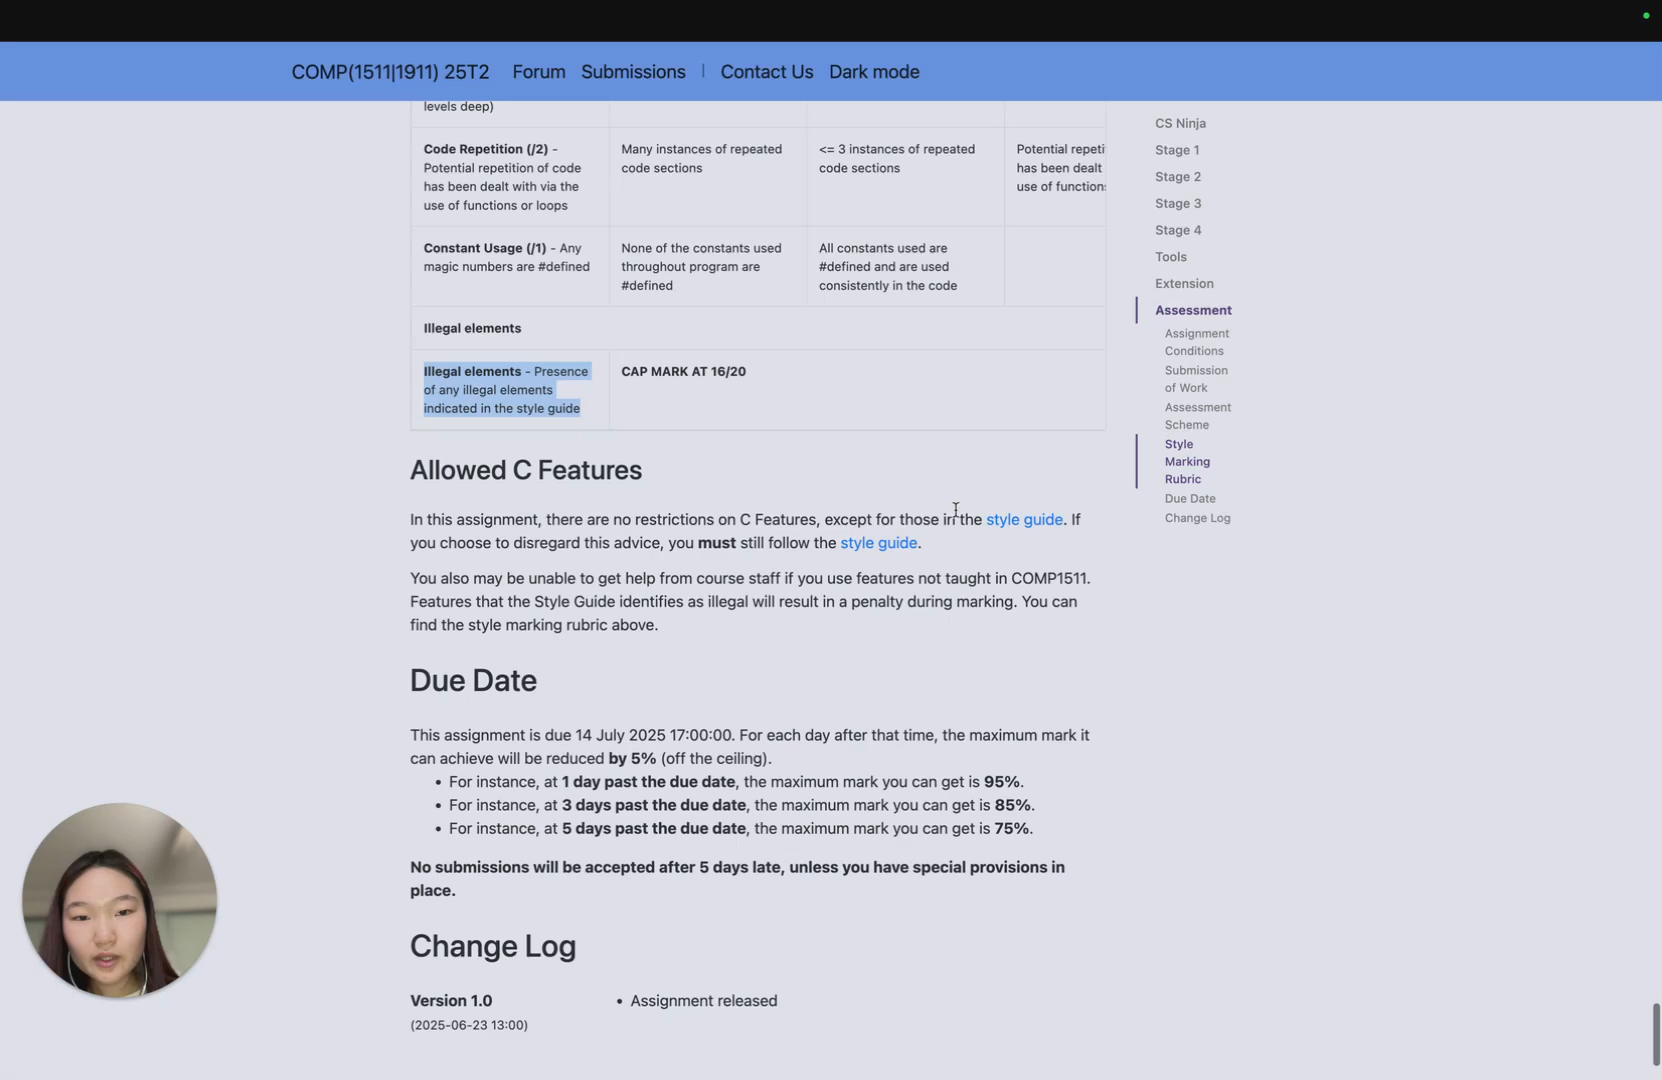 COMP(1511|1911) 25T2 Forum Submissions | Contact Us Dark mode
levels deep)
Code Repetition (/2) -
Potential repetition of code
has been dealt with via the
use of functions or loops
Many instances of repeated
code sections
<= 3 instances of repeated
code sections
Potential repeti
has been dealt
use of function
Constant Usage (/1) - Any
magic numbers are #defined
None of the constants used
throughout program are
#defined
All constants used are
#defined and are used
consistently in the code
Illegal elements
Illegal elements - Presence
of any illegal elements
indicated in the style guide
CAP MARK AT 16/20
Allowed C Features
In this assignment, there are no restrictions on C Features, except for those in the style guide. If
you choose to disregard this advice, you must still follow the style guide.
You also may be unable to get help from course staff if you use features not taught in COMP1511.
Features that the Style Guide identifies as illegal will result in a penalty during marking. You can
find the style marking rubric above.
Due Date
This assignment is due 14 July 2025 17:00:00. For each day after that time, the maximum mark it
can achieve will be reduced by 5% (off the ceiling).
• For instance, at 1 day past the due date, the maximum mark you can get is 95%.
• For instance, at 3 days past the due date, the maximum mark you can get is 85%.
• For instance, at 5 days past the due date, the maximum mark you can get is 75%.
No submissions will be accepted after 5 days late, unless you have special provisions in
place.
Change Log
Version 1.0
(2025-06-23 13:00)
• Assignment released
CS Ninja
Stage 1
Stage 2
Stage 3
Stage 4
Tools
Extension
Assessment
Assignment
Conditions
Submission
of Work
Assessment
Scheme
Style
Marking
Rubric
Due Date
Change Log